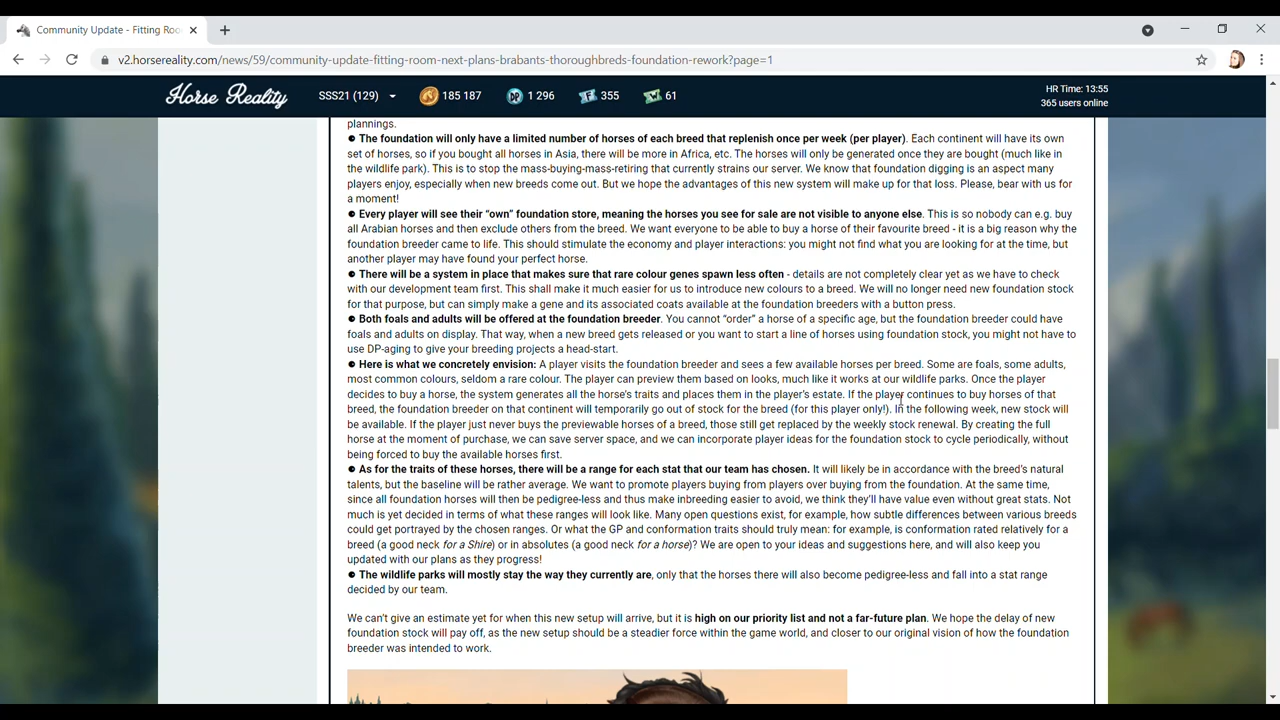 Community Update - Fitting Roo
v2.horsereality.com/news/59/community-update-fitting-room-next-plans-brabants-thoroughbreds-foundation-rework?page=1
Horse Reality
SSS21 (129)
185 187
DP
1 296
355
61
HR Time: 13:55
365 users online
plannings.
● The foundation will only have a limited number of horses of each breed that replenish once per week (per player). Each continent will have its own
set of horses, so if you bought all horses in Asia, there will be more in Africa, etc. The horses will only be generated once they are bought (much like in
the wildlife park). This is to stop the mass-buying-mass-retiring that currently strains our server. We know that foundation digging is an aspect many
players enjoy, especially when new breeds come out. But we hope the advantages of this new system will make up for that loss. Please, bear with us for
a moment!
● Every player will see their “own” foundation store, meaning the horses you see for sale are not visible to anyone else. This is so nobody can e.g. buy
all Arabian horses and then exclude others from the breed. We want everyone to be able to buy a horse of their favourite breed - it is a big reason why the
foundation breeder came to life. This should stimulate the economy and player interactions: you might not find what you are looking for at the time, but
another player may have found your perfect horse.
● There will be a system in place that makes sure that rare colour genes spawn less often - details are not completely clear yet as we have to check
with our development team first. This shall make it much easier for us to introduce new colours to a breed. We will no longer need new foundation stock
for that purpose, but can simply make a gene and its associated coats available at the foundation breeders with a button press.
● Both foals and adults will be offered at the foundation breeder. You cannot “order” a horse of a specific age, but the foundation breeder could have
foals and adults on display. That way, when a new breed gets released or you want to start a line of horses using foundation stock, you might not have to
use DP-aging to give your breeding projects a head-start.
● Here is what we concretely envision: A player visits the foundation breeder and sees a few available horses per breed. Some are foals, some adults,
most common colours, seldom a rare colour. The player can preview them based on looks, much like it works at our wildlife parks. Once the player
decides to buy a horse, the system generates all the horse's traits and places them in the player's estate. If the player continues to buy horses of that
breed, the foundation breeder on that continent will temporarily go out of stock for the breed (for this player only!). In the following week, new stock will
be available. If the player just never buys the previewable horses of a breed, those still get replaced by the weekly stock renewal. By creating the full
horse at the moment of purchase, we can save server space, and we can incorporate player ideas for the foundation stock to cycle periodically, without
being forced to buy the available horses first.
● As for the traits of these horses, there will be a range for each stat that our team has chosen. It will likely be in accordance with the breed's natural
talents, but the baseline will be rather average. We want to promote players buying from players over buying from the foundation. At the same time,
since all foundation horses will then be pedigree-less and thus make inbreeding easier to avoid, we think they'll have value even without great stats. Not
much is yet decided in terms of what these ranges will look like. Many open questions exist, for example, how subtle differences between various breeds
could get portrayed by the chosen ranges. Or what the GP and conformation traits should truly mean: for example, is conformation rated relatively for a
breed (a good neck for a Shire) or in absolutes (a good neck for a horse)? We are open to your ideas and suggestions here, and will also keep you
updated with our plans as they progress!
● The wildlife parks will mostly stay the way they currently are, only that the horses there will also become pedigree-less and fall into a stat range
decided by our team.
We can't give an estimate yet for when this new setup will arrive, but it is high on our priority list and not a far-future plan. We hope the delay of new
foundation stock will pay off, as the new setup should be a steadier force within the game world, and closer to our original vision of how the foundation
breeder was intended to work.